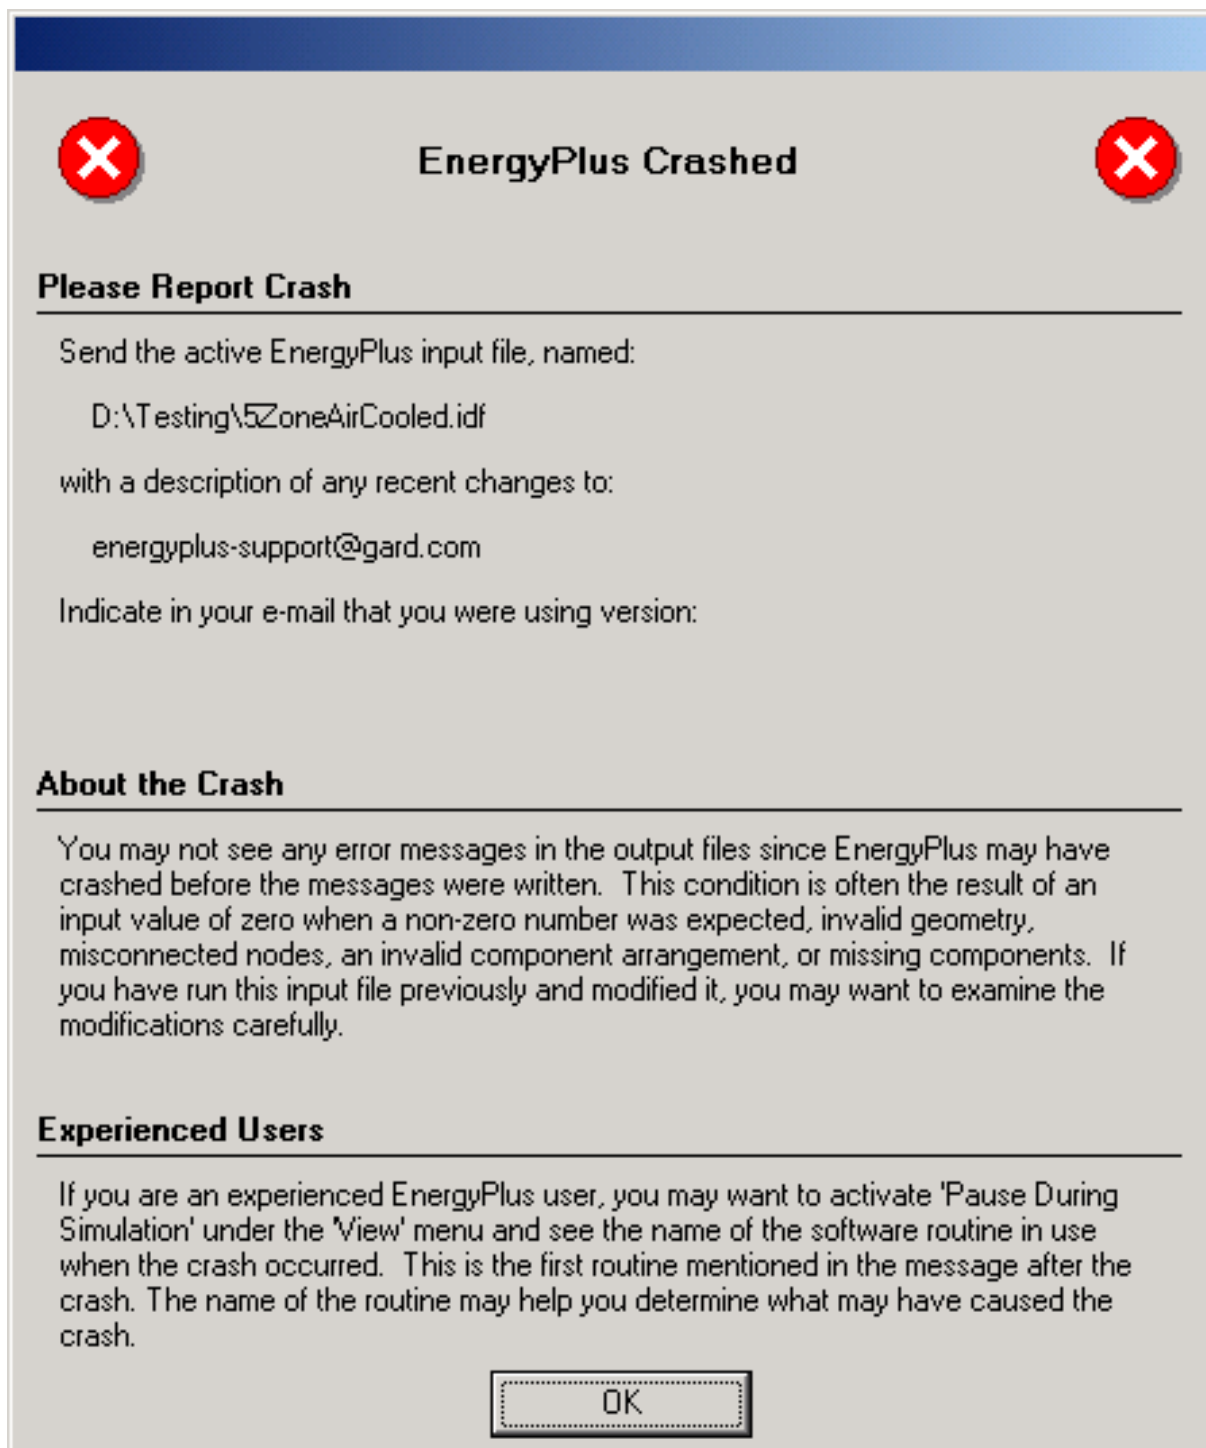 EnergyPlus Crashed
Please Report Crash
Send the active EnergyPlus input file, named:
D:\Testing\5ZoneAirCooled.idf
with a description of any recent changes to:
energyplus-support@gard.com
Indicate in your e-mail that you were using version:
About the Crash
You may not see any error messages in the output files since EnergyPlus may have
crashed before the messages were written.  This condition is often the result of an
input value of zero when a non-zero number was expected, invalid geometry,
misconnected nodes, an invalid component arrangement, or missing components.  If
you have run this input file previously and modified it, you may want to examine the
modifications carefully.
Experienced Users
If you are an experienced EnergyPlus user, you may want to activate 'Pause During
Simulation' under the 'View' menu and see the name of the software routine in use
when the crash occurred.  This is the first routine mentioned in the message after the
crash. The name of the routine may help you determine what may have caused the
crash.
OK